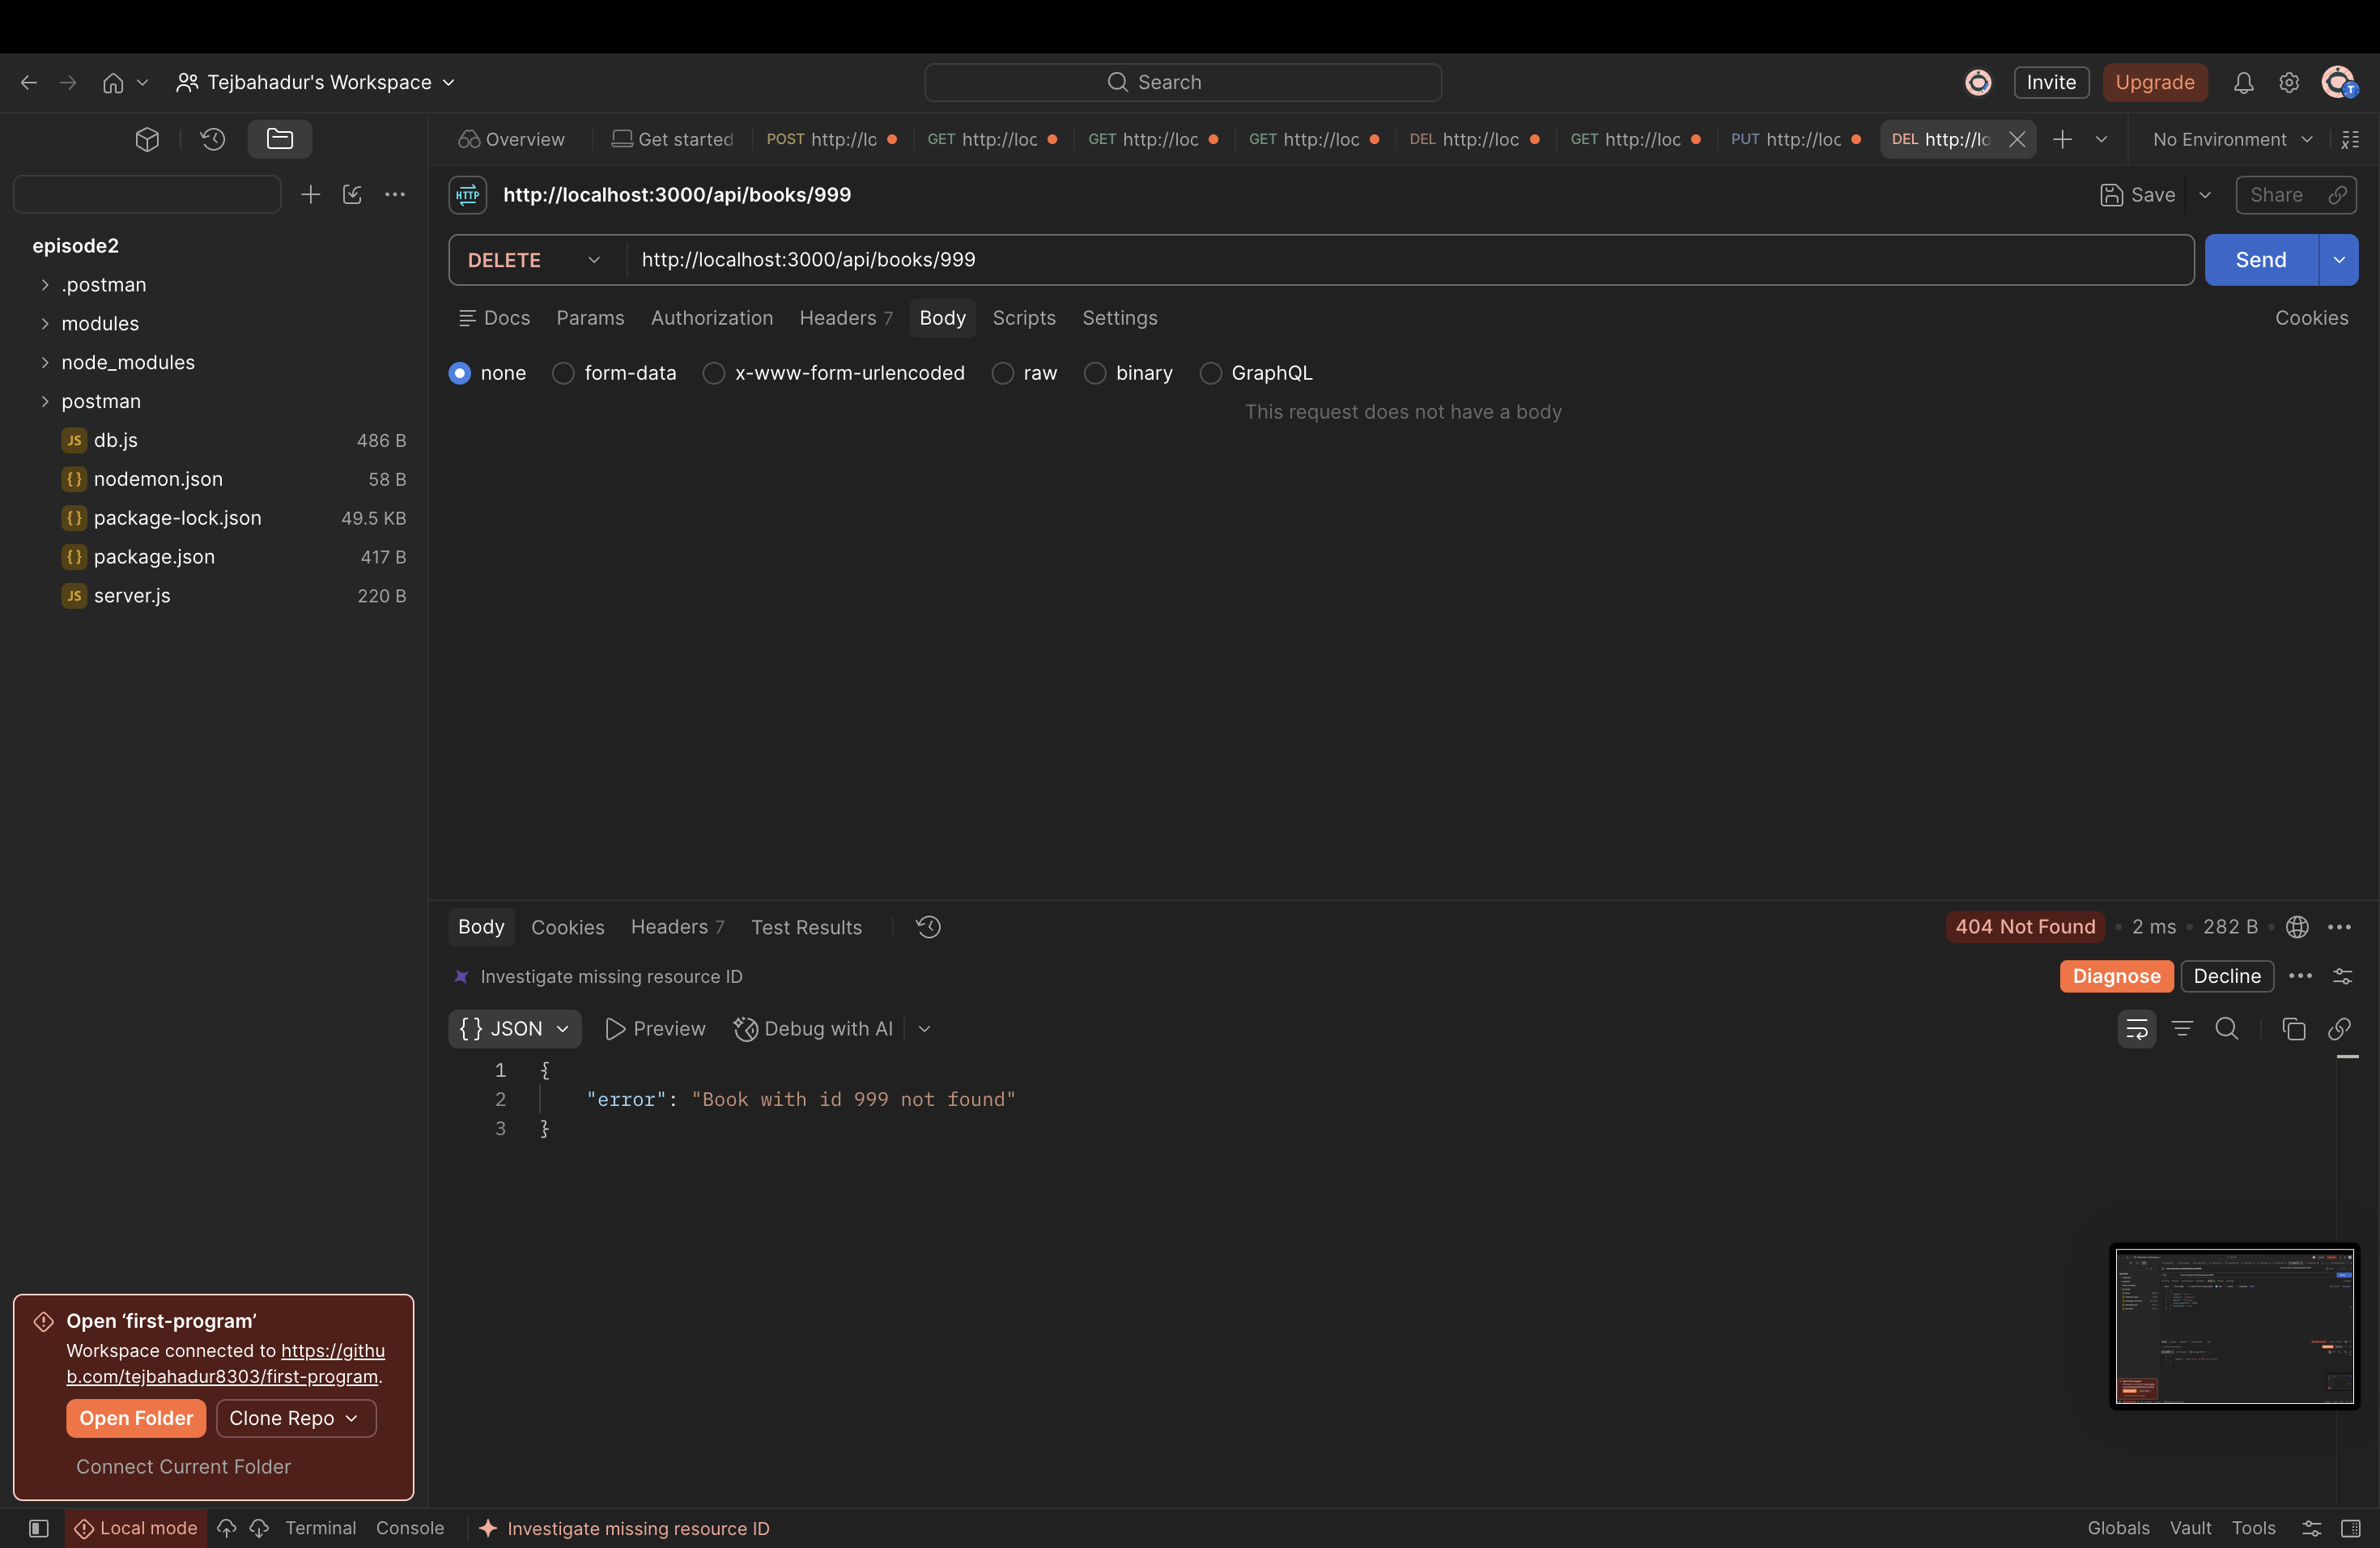 Tejbahadur's Workspace
Search
Invite
Upgrade
T
Overview
Get started
POST http://lc
GET http://loc
GET http://loc
GET http://loc
DEL http://loc
GET http://loc
PUT http://loc
DEL http://lo
No Environment
HTTP
http://localhost:3000/api/books/999
Save
Share
episode2
DELETE
http://localhost:3000/api/books/999
Send
.postman
modules
node_modules
postman
JS db.js 486 B
{} nodemon.json 58 B
{} package-lock.json 49.5 KB
{} package.json 417 B
JS server.js 220 B
Docs Params Authorization Headers 7 Body Scripts Settings
Cookies
none form-data x-www-form-urlencoded raw binary GraphQL
This request does not have a body
Body Cookies Headers 7 Test Results
404 Not Found • 2 ms • 282 B •
Investigate missing resource ID
Diagnose Decline
{} JSON Preview Debug with AI
1 {
2 "error": "Book with id 999 not found"
3 }
Open ‘first-program’
Workspace connected to https://githu
b.com/tejbahadur8303/first-program.
Open Folder Clone Repo
Connect Current Folder
Local mode Terminal Console Investigate missing resource ID
Globals Vault Tools